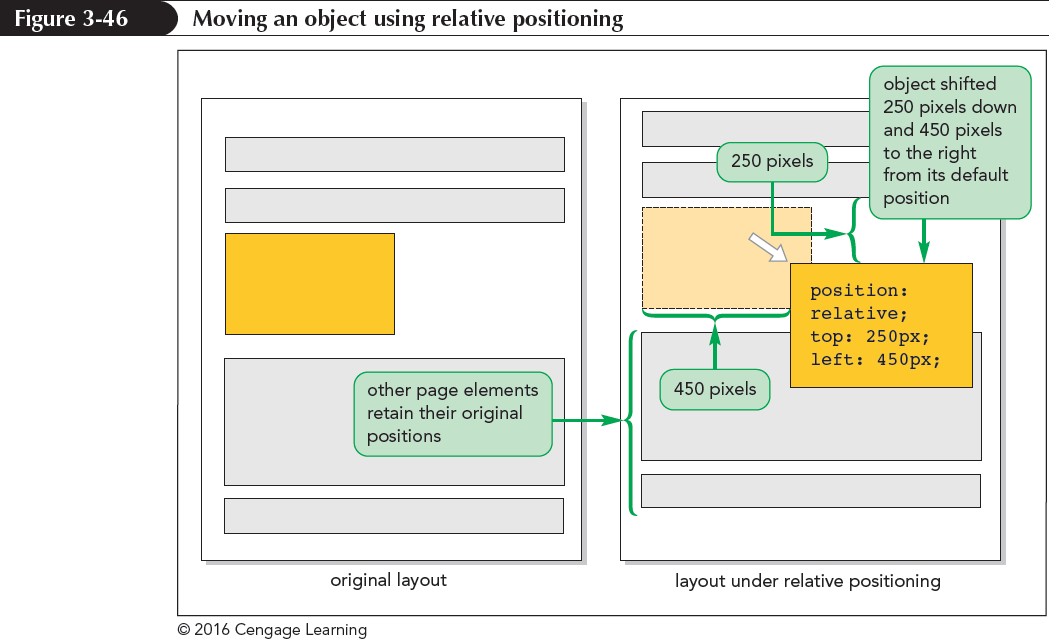 Figure 3-46 Moving an object using relative positioning
object shifted
250 pixels down
and 450 pixels
to the right
from its default
position
250 pixels
position:
relative;
top: 250px;
left: 450px;
450 pixels
other page elements
retain their original
positions
original layout
layout under relative positioning
© 2016 Cengage Learning